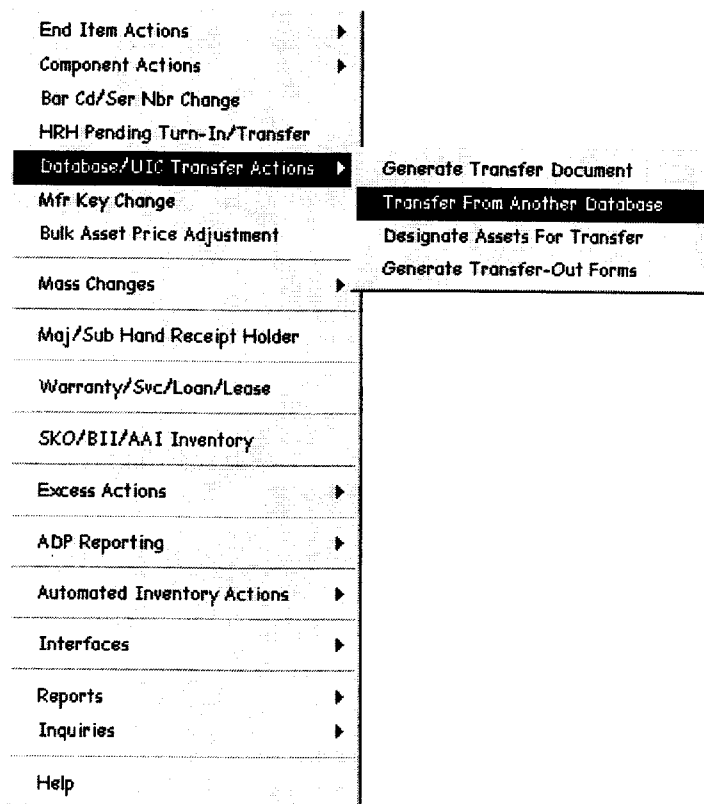 End Item Actions
Component Actions
Bar Cd/Ser Nbr Change
HRH Pending Turn-In/Transfer
Database/UIC Transfer Actions
Mfr Key Change
Bulk Asset Price Adjustment
Mass Changes
Maj/Sub Hand Receipt Holder
Warranty/Svc/Loan/Lease
SKO/BII/AAI Inventory
Excess Actions
ADP Reporting
Automated Inventory Actions
Interfaces
Reports
Inquiries
Help
Generate Transfer Document
Transfer From Another Database
Designate Assets For Transfer
Generate Transfer-Out Forms